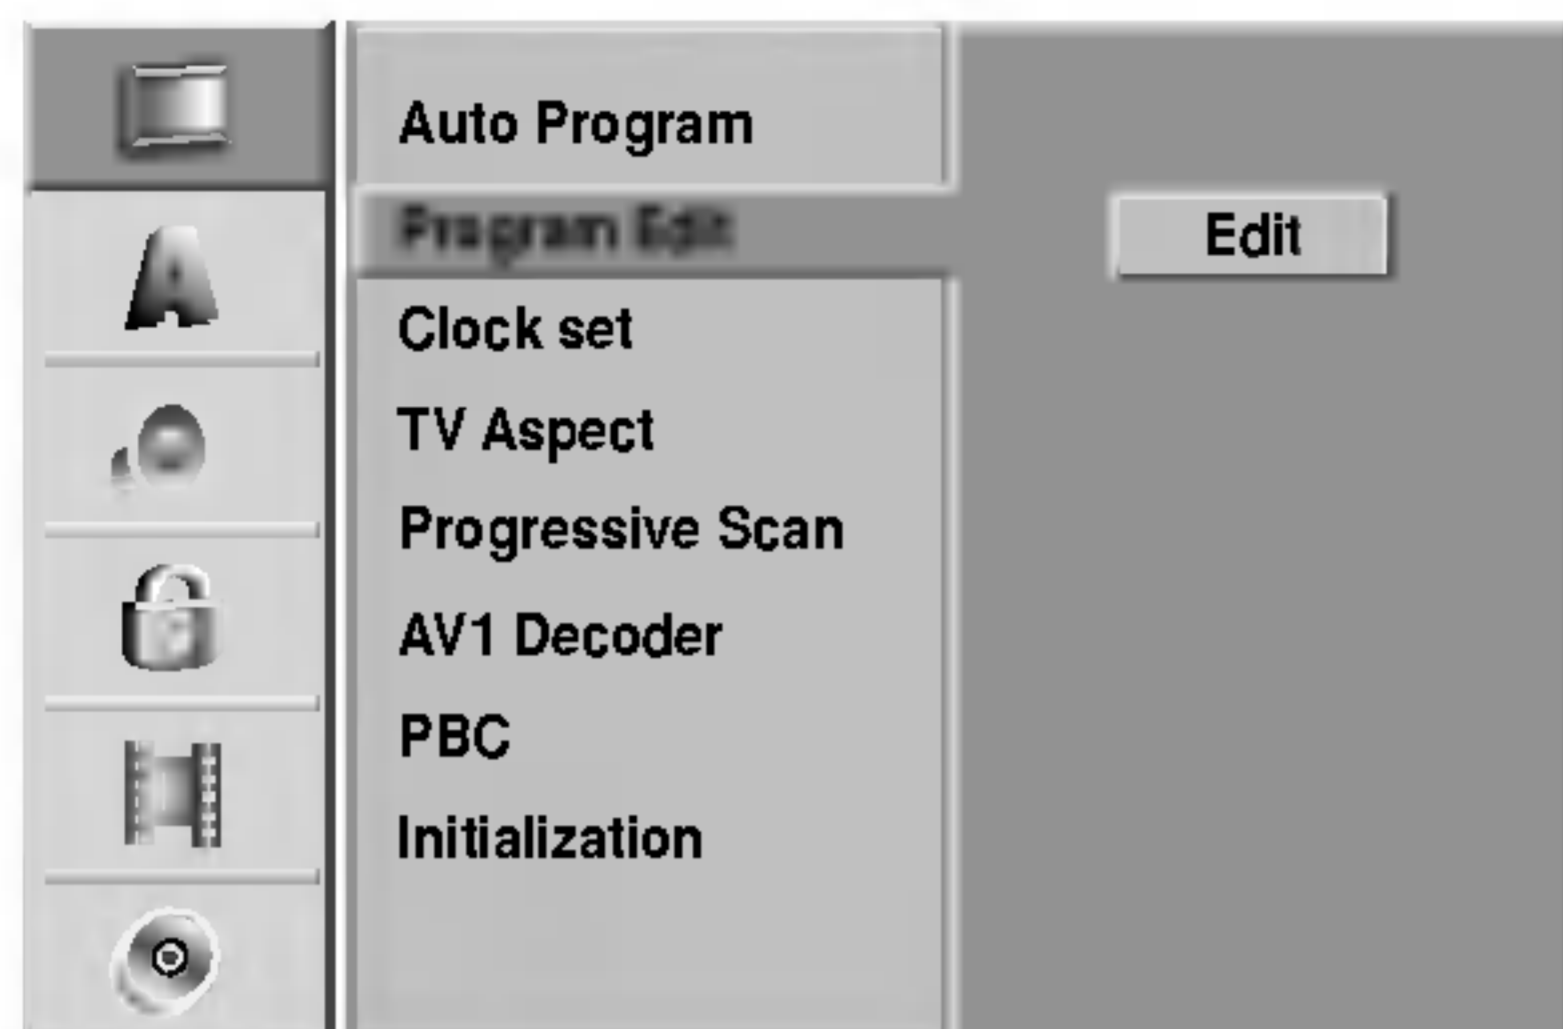 Auto Program
Program Edit
Edit
Clock set
TV Aspect
Progressive Scan
AV1 Decoder
PBC
Initialization